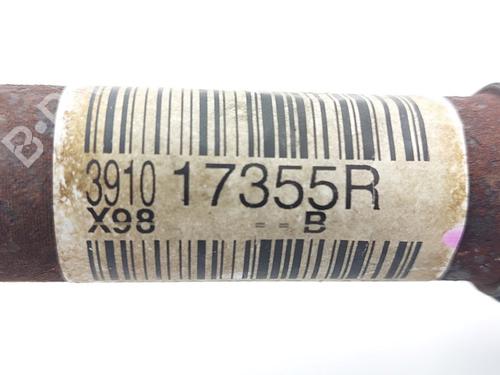 3910 17355R
X98 = = B